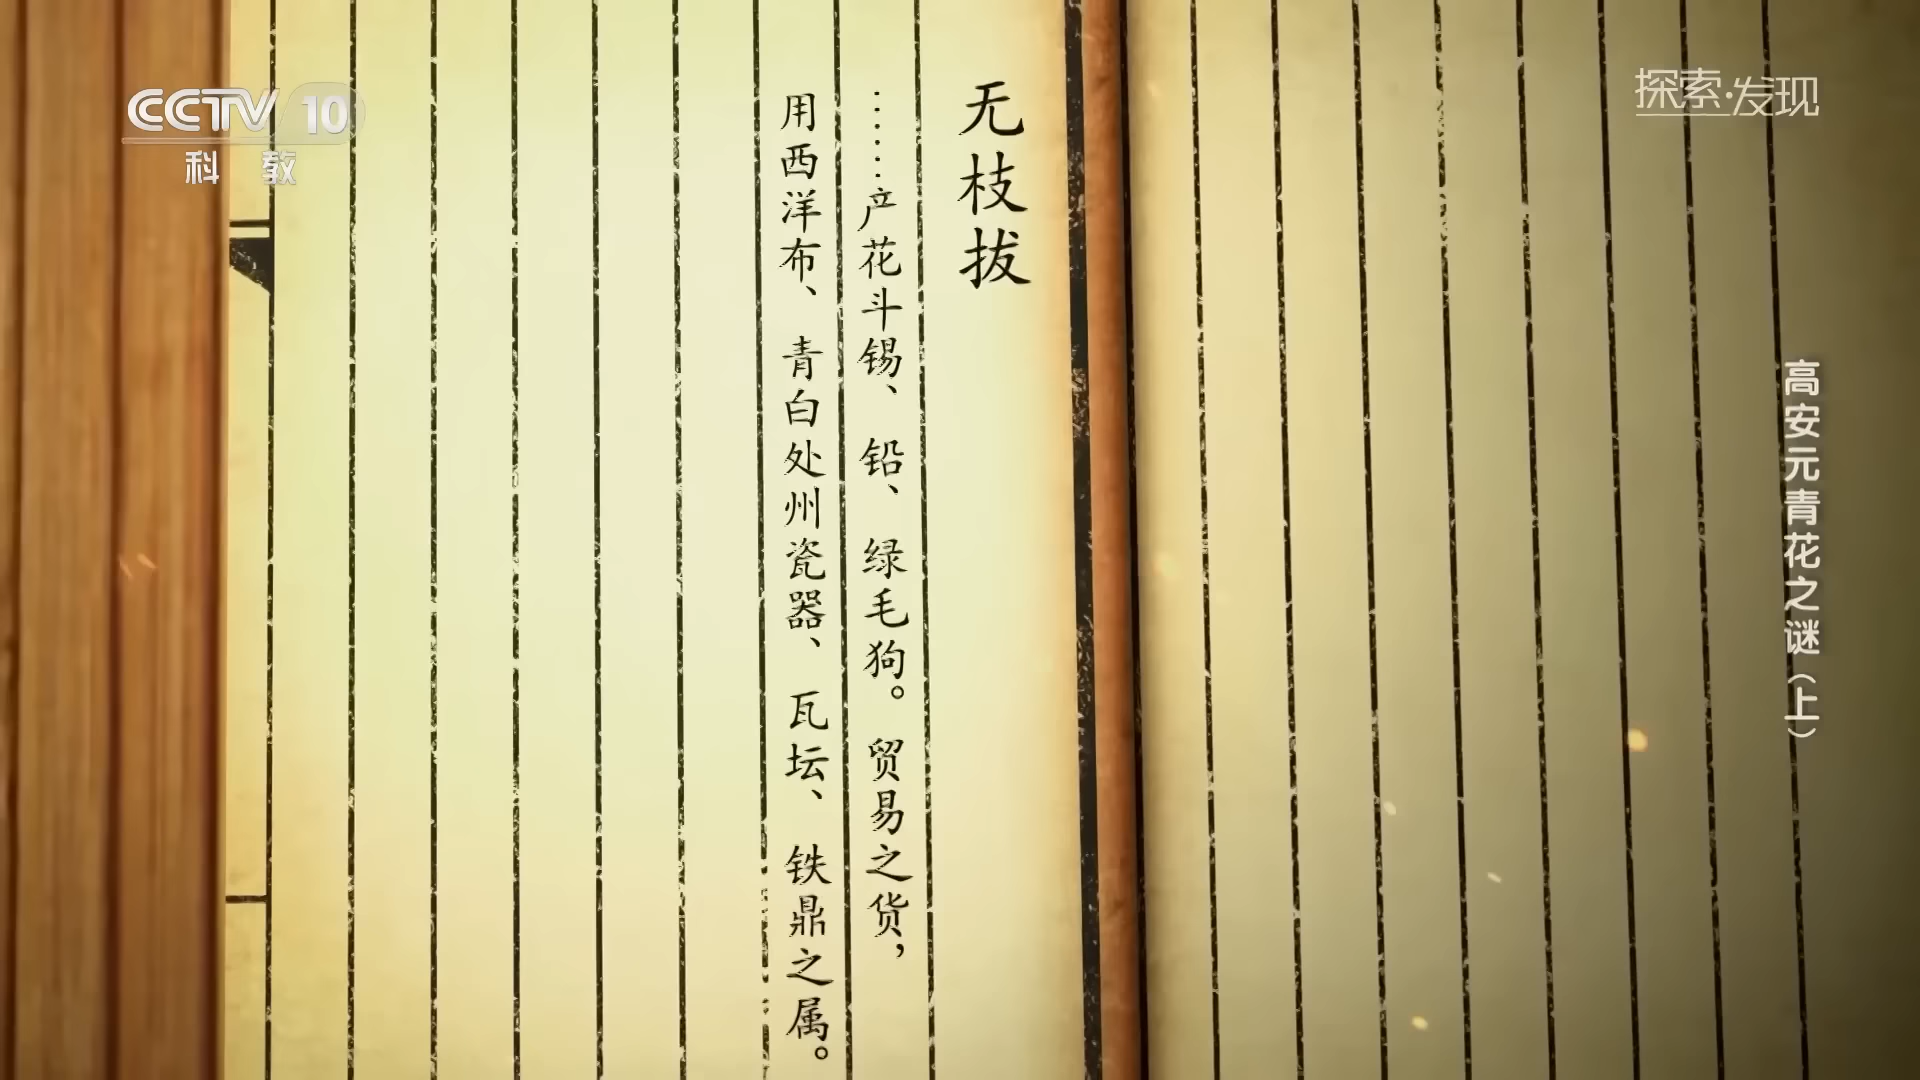 CCTV 10
科教
探索·发现
无枝拔
……产花斗锡、铅、绿毛狗。贸易之货，
用西洋布、青白处州瓷器、瓦坛、铁鼎之属。
高安元青花之谜（上）